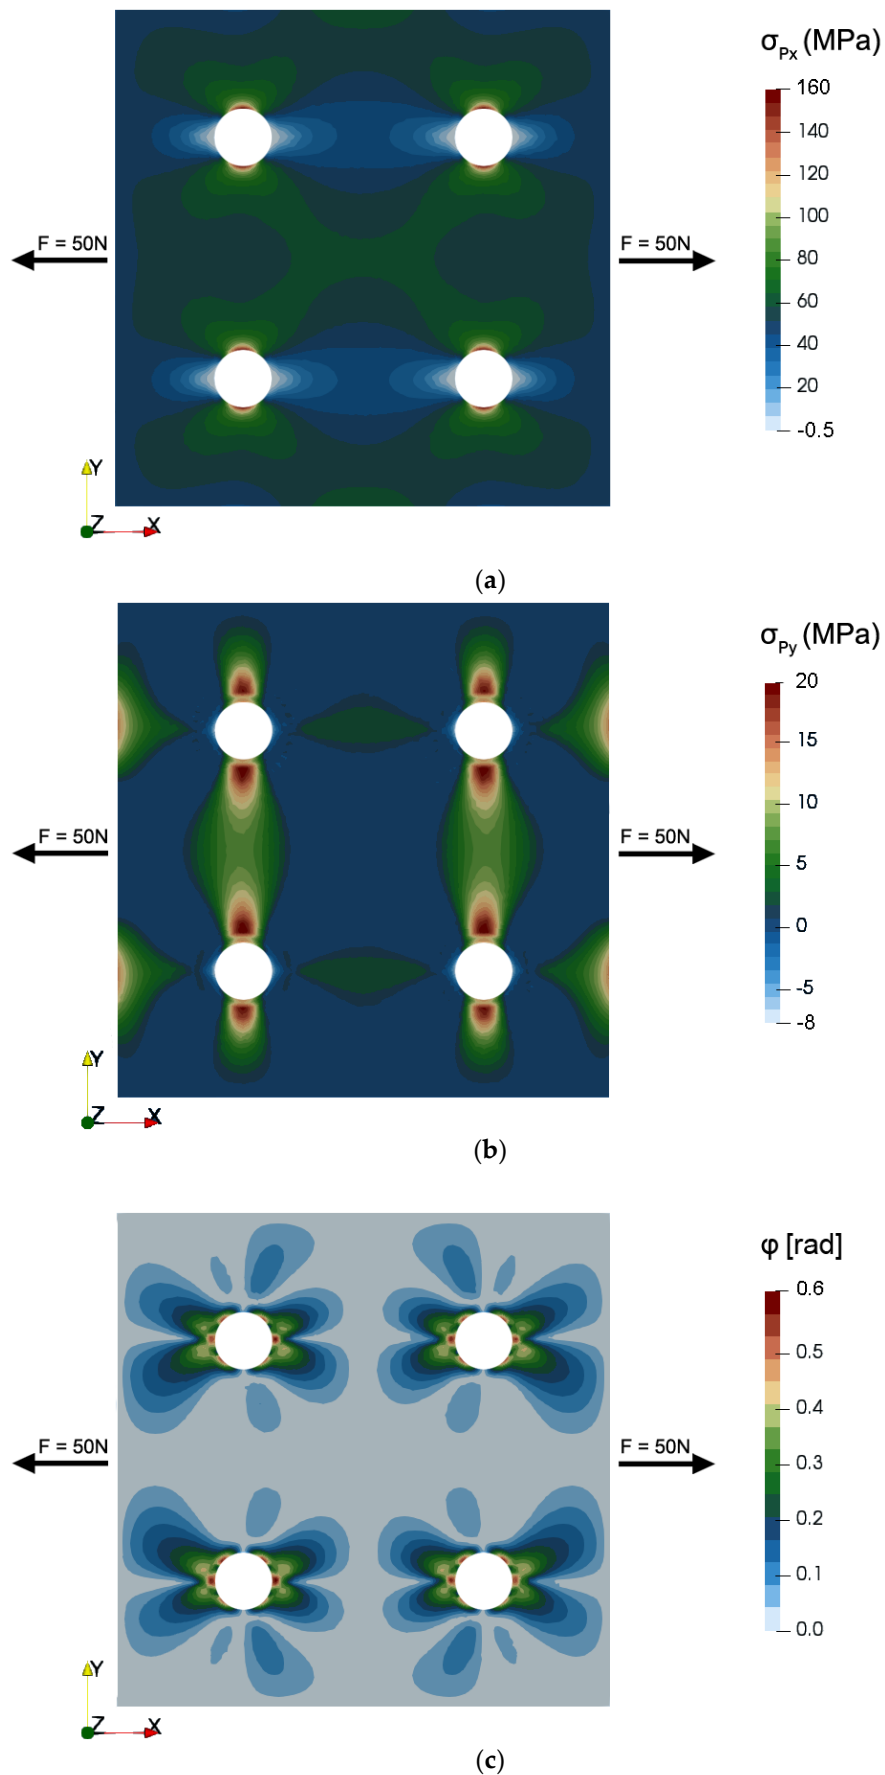 σPx (MPa)
160
140
120
100
80
60
40
20
-0.5
F = 50N
F = 50N
Y
Z
X
(a)
σPy (MPa)
20
15
10
5
0
-5
-8
F = 50N
F = 50N
Y
Z
X
(b)
φ [rad]
0.6
0.5
0.4
0.3
0.2
0.1
0.0
F = 50N
F = 50N
Y
Z
X
(c)